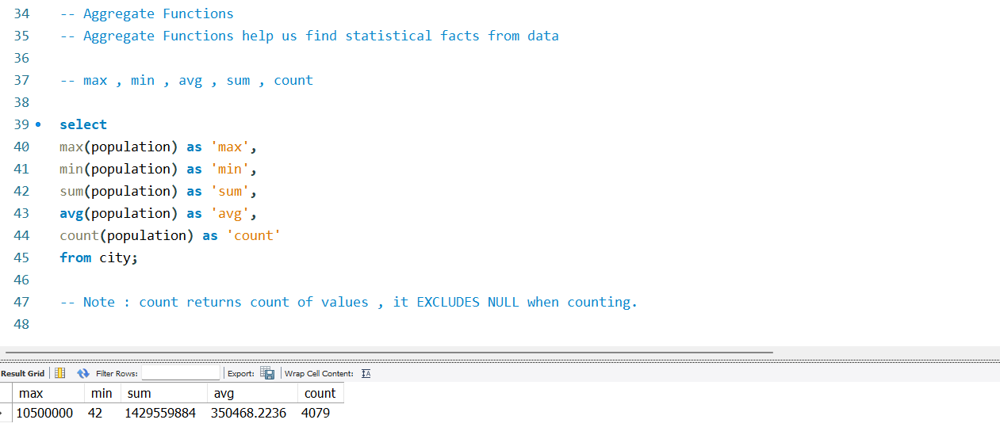 34 -- Aggregate Functions
35 -- Aggregate Functions help us find statistical facts from data
36
37 -- max , min , avg , sum , count
38
39 select
40 max(population) as 'max',
41 min(population) as 'min',
42 sum(population) as 'sum',
43 avg(population) as 'avg',
44 count(population) as 'count'
45 from city;
46
47 -- Note : count returns count of values , it EXCLUDES NULL when counting.
48
Result Grid Filter Rows: Export: Wrap Cell Content: IA
max min sum avg count
10500000 42 1429559884 350468.2236 4079